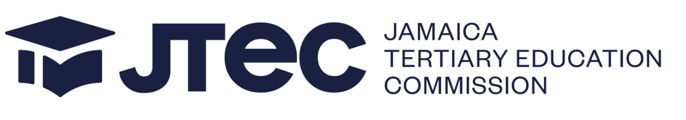 JTEC
JAMAICA
TERTIARY EDUCATION
COMMISSION